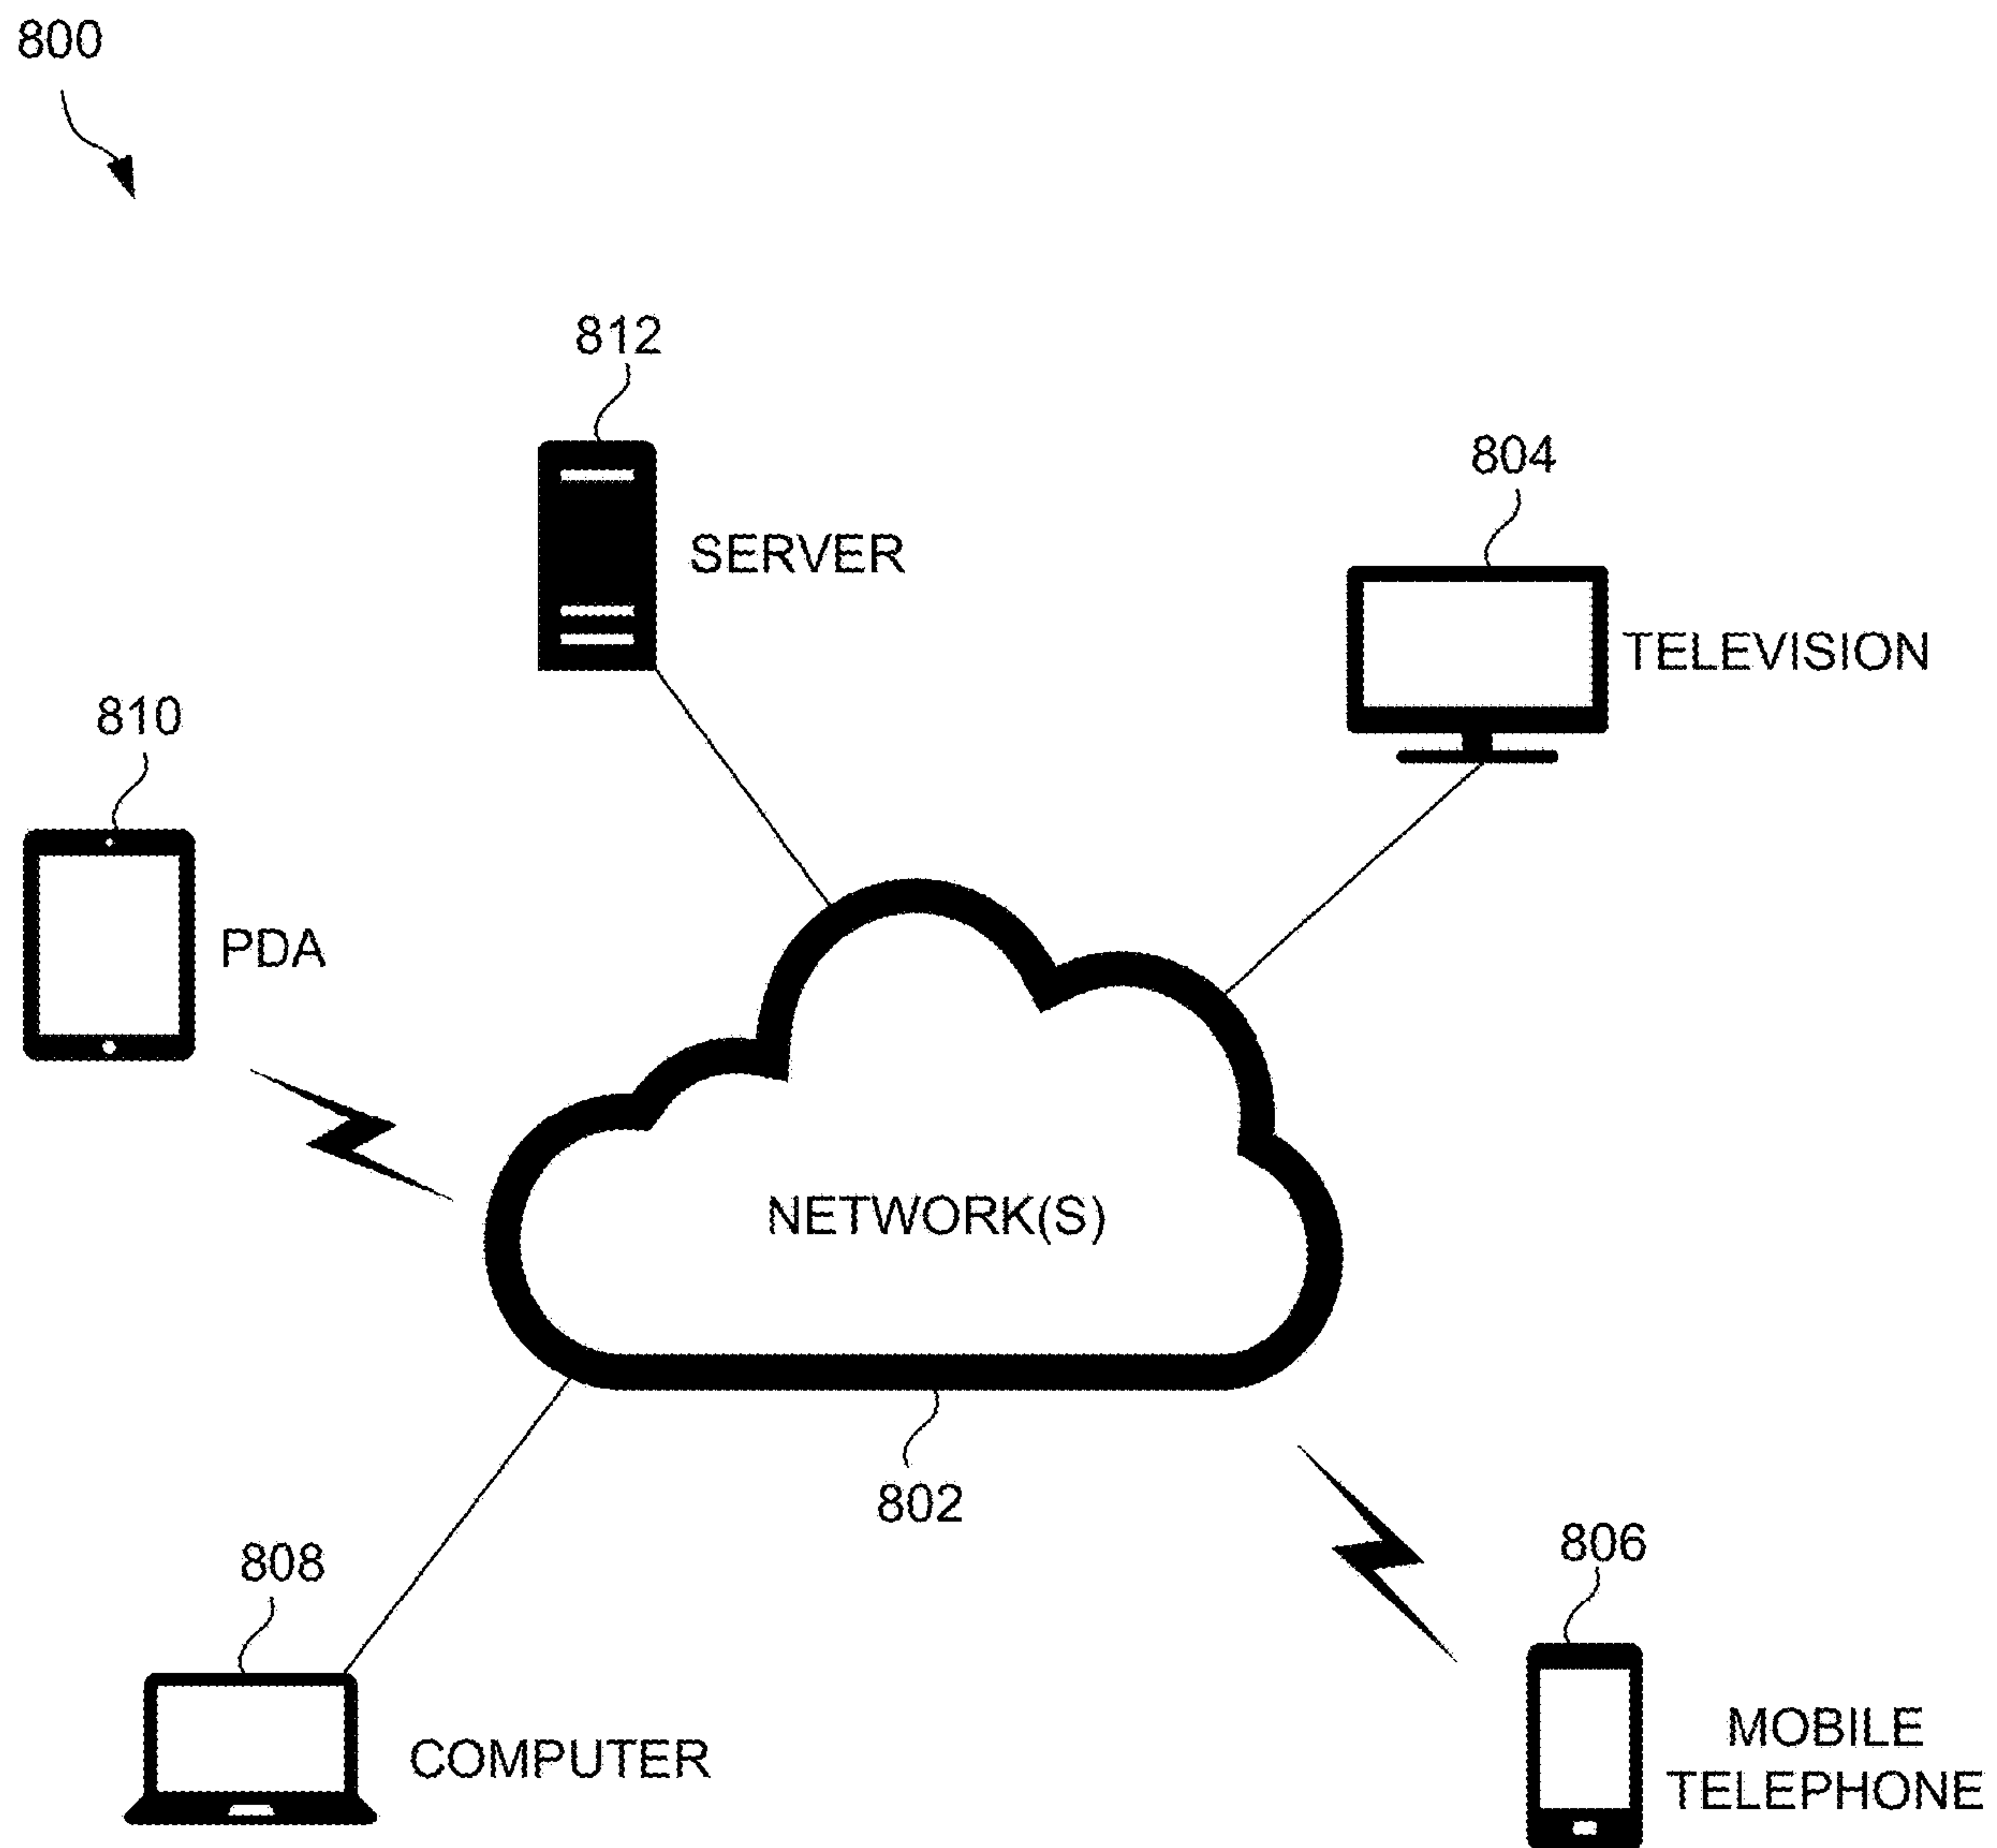 800
812
SERVER
804
TELEVISION
810
PDA
NETWORK(S)
802
808
COMPUTER
806
MOBILE
TELEPHONE